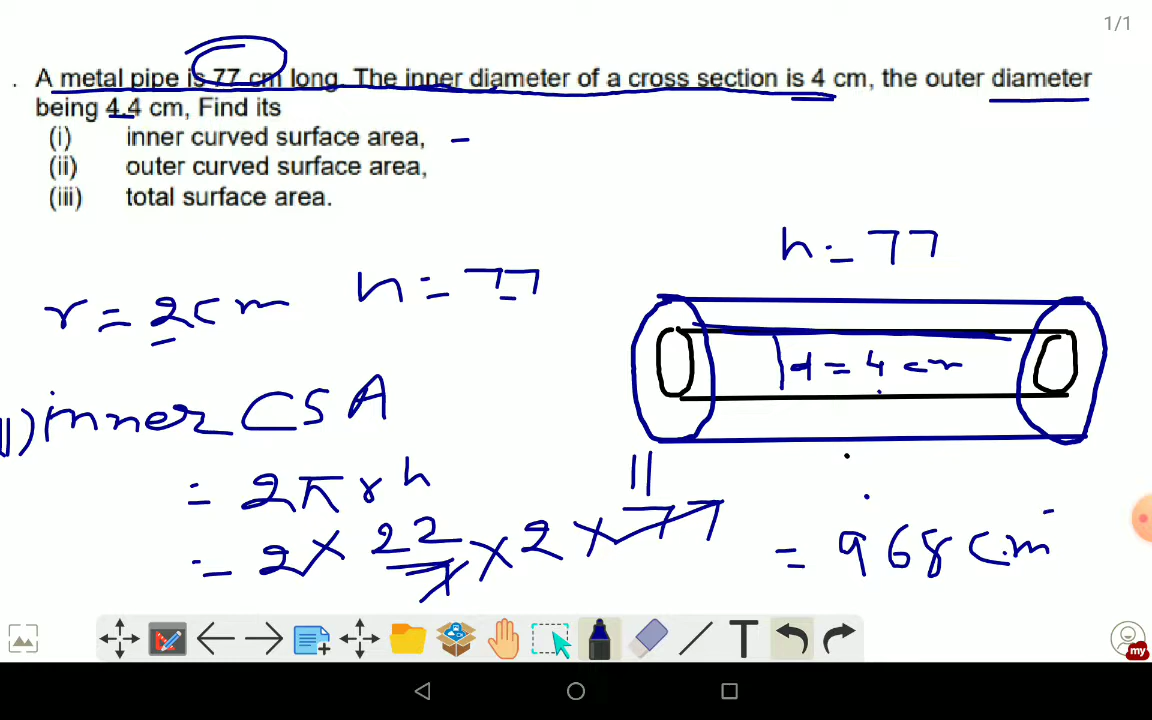 1/1
. A metal pipe is 77 cm long. The inner diameter of a cross section is 4 cm, the outer diameter
being 4.4 cm, Find its
(i) inner curved surface area,
(ii) outer curved surface area,
(iii) total surface area.
h = 77
r = 2cm h = 77
d = 4 cm
1) inner CSA
= 2πrh
11
= 2 × 22/7 × 2 × 77 = 968 cm
T
my